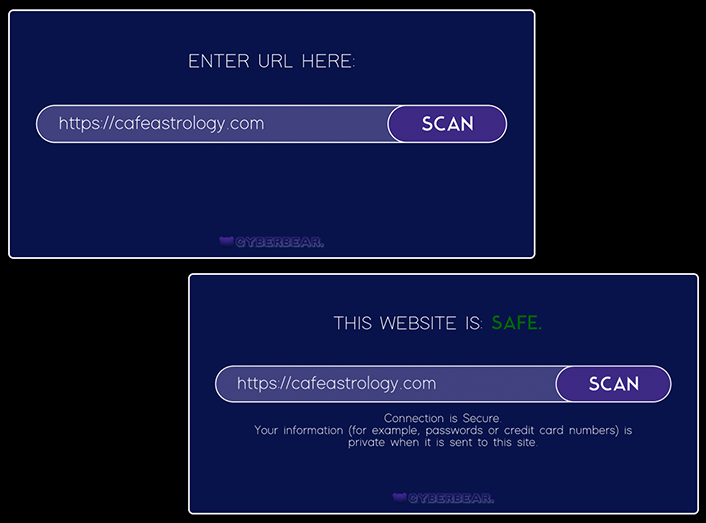 ENTER URL HERE:
https://cafeastrology.com SCAN
CYBERBEAR.
THIS WEBSITE IS: SAFE.
https://cafeastrology.com SCAN
Connection is Secure.
Your information (for example, passwords or credit card numbers) is
private when it is sent to this site.
CYBERBEAR.